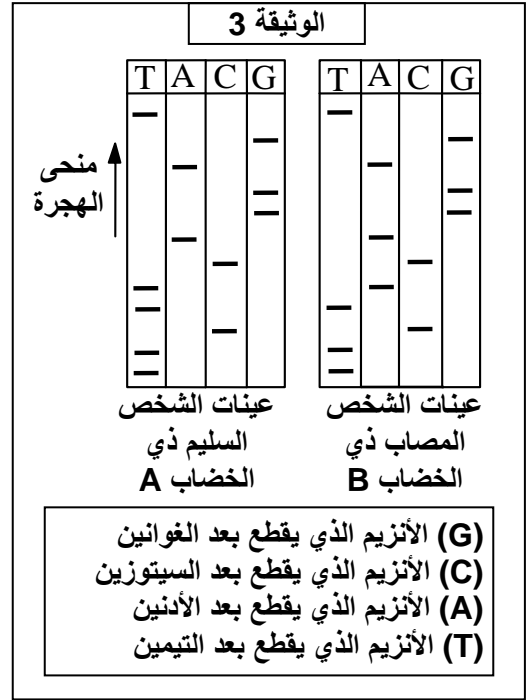 الوثيقة 3
T A C G
T A C G
منحى
الهجرة
عينات الشخص
السليم ذي
الخضاب A
عينات الشخص
المصاب ذي
الخضاب B
(G) الأنزيم الذي يقطع بعد الغوانين
(C) الأنزيم الذي يقطع بعد السيتوزين
(A) الأنزيم الذي يقطع بعد الأدنين
(T) الأنزيم الذي يقطع بعد التيمين